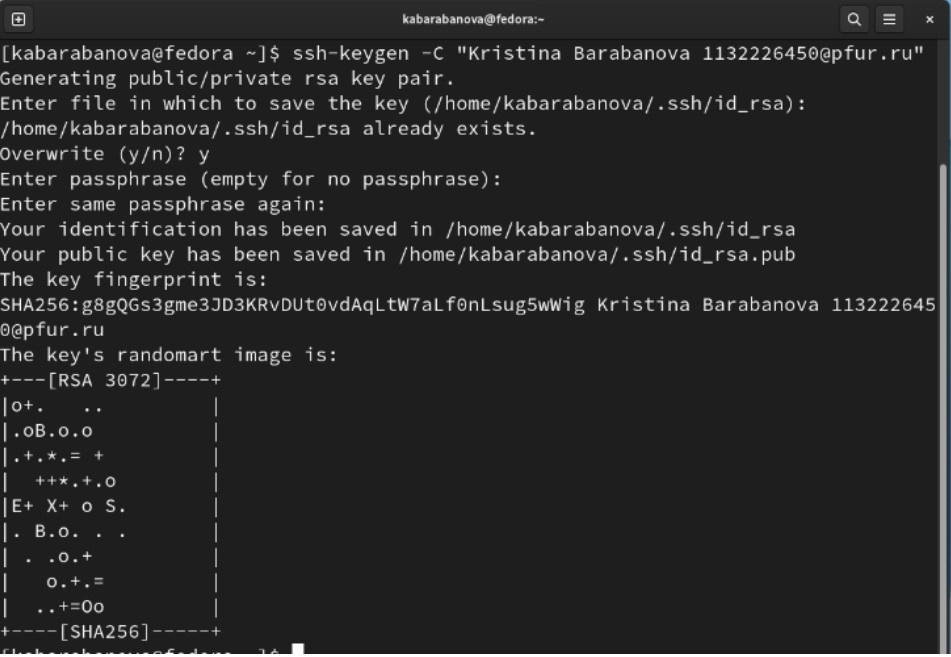 kabarabanova@fedora:~
[kabarabanova@fedora ~]$ ssh-keygen -C "Kristina Barabanova 1132226450@pfur.ru"
Generating public/private rsa key pair.
Enter file in which to save the key (/home/kabarabanova/.ssh/id_rsa):
/home/kabarabanova/.ssh/id_rsa already exists.
Overwrite (y/n)? y
Enter passphrase (empty for no passphrase):
Enter same passphrase again:
Your identification has been saved in /home/kabarabanova/.ssh/id_rsa
Your public key has been saved in /home/kabarabanova/.ssh/id_rsa.pub
The key fingerprint is:
SHA256:g8gQGs3gme3JD3KRvDUt0vdAqLtW7aLf0nLsug5wWig Kristina Barabanova 113222645
0@pfur.ru
The key's randomart image is:
+---[RSA 3072]----+
|o+.   ..         |
|.oB.o.o          |
|.+.*.= +         |
|  ++*.+.o        |
|E+ X+ o S.       |
|. B.o. . .       |
| . .o.+          |
|   o.+.=         |
|  ..+=Oo         |
+----[SHA256]-----+
[kabarabanova@fedora ~]$